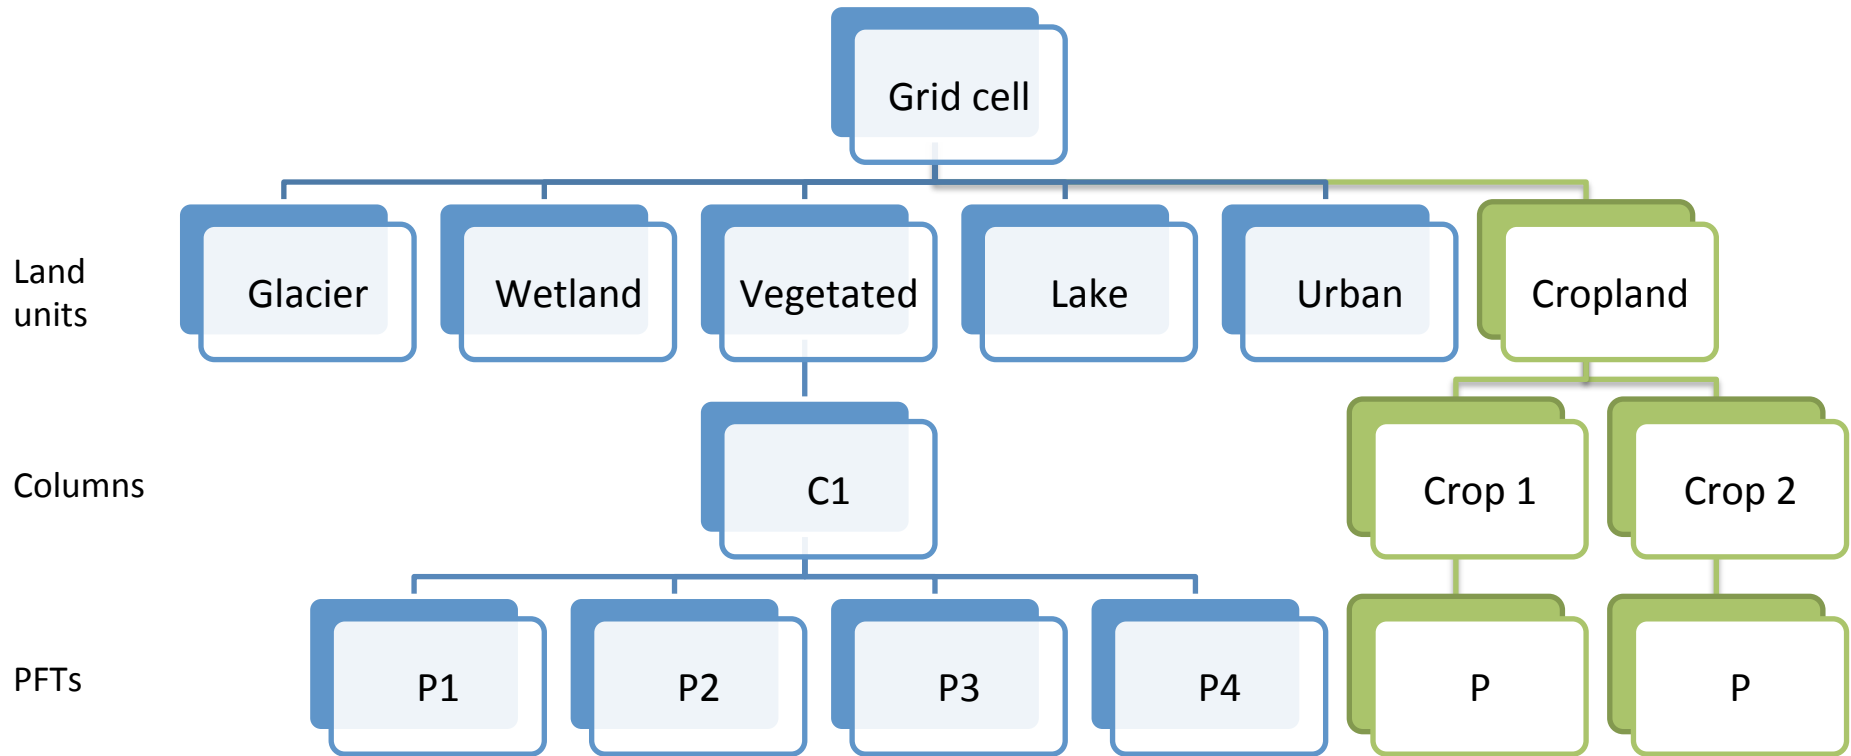 Grid cell
Land
units
Glacier
Wetland
Vegetated
Lake
Urban
Cropland
Columns
C1
Crop 1
Crop 2
PFTs
P1
P2
P3
P4
P
P